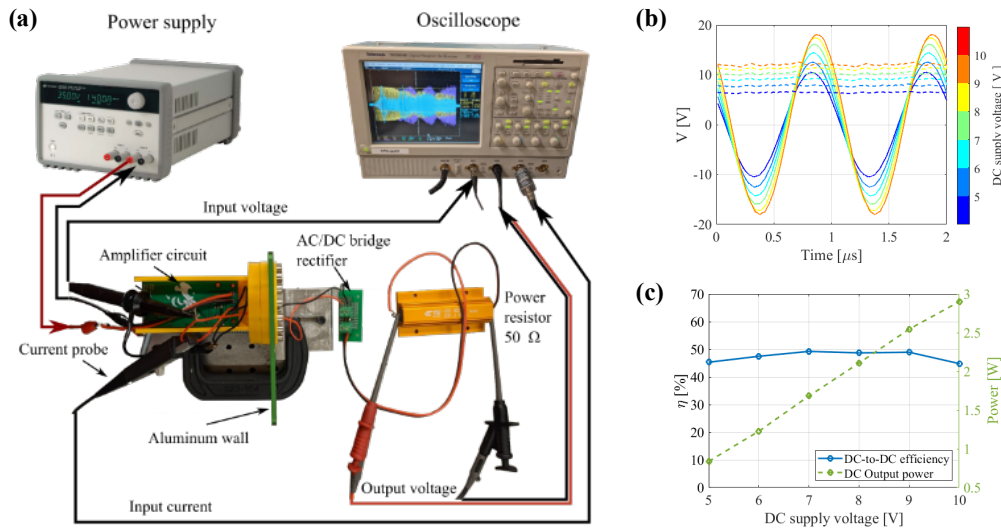 (a)
Power supply
Oscilloscope
Tektronix
Input voltage
Amplifier circuit
AC/DC bridge
rectifier
Power
resistor
50 Ω
Current probe
Aluminum wall
Output voltage
Input current
(b)
20
10
0
-10
-20
V [V]
0
0.5
1
1.5
2
Time [μs]
10
9
8
7
6
5
4
DC supply voltage [V]
(c)
70
60
50
40
30
20
10
0
η [%]
3
2.5
2
1.5
1
0.5
Power [W]
DC-to-DC efficiency
DC Output power
5
6
7
8
9
10
DC supply voltage [V]